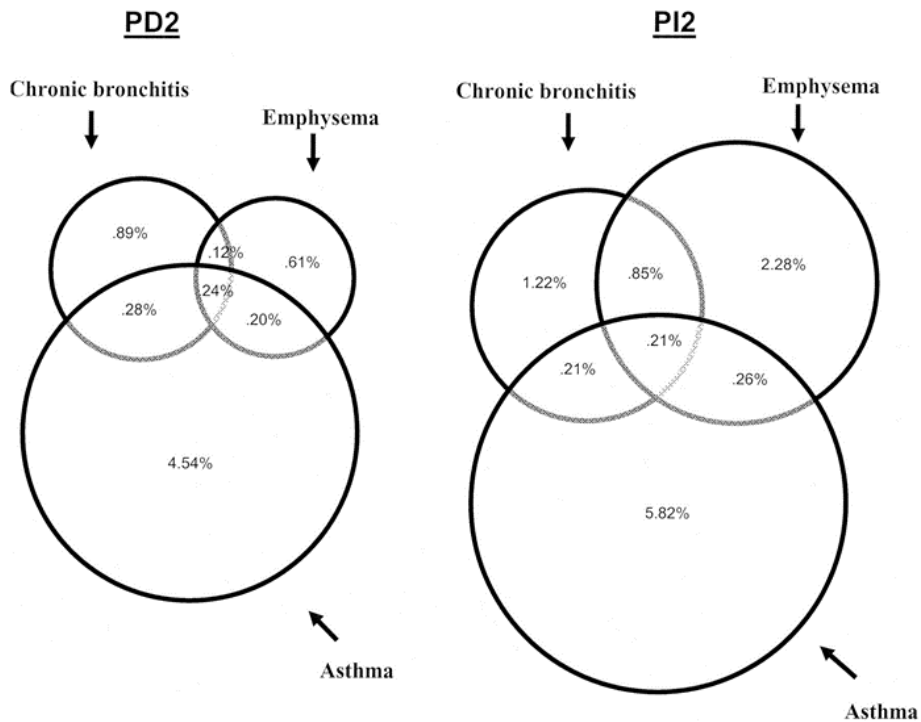 PD2
Chronic bronchitis
Emphysema
.89%
.12%
.61%
.24%
.28%
.20%
4.54%
Asthma
PI2
Chronic bronchitis
Emphysema
1.22%
.85%
2.28%
.21%
.21%
.26%
5.82%
Asthma